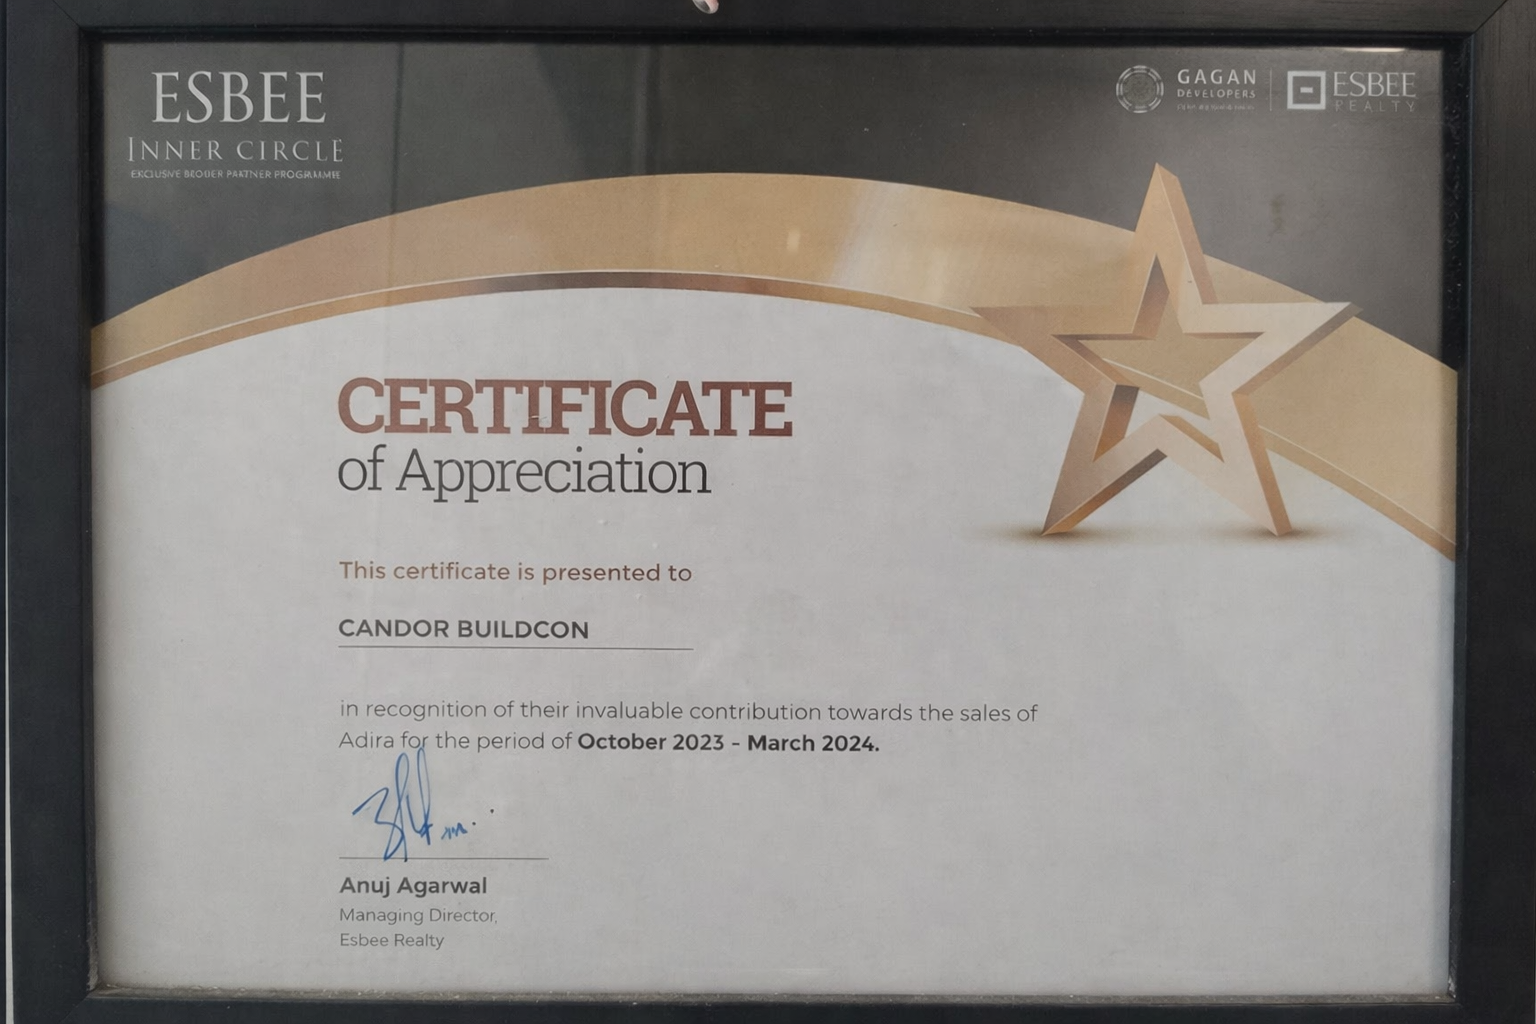 ESBEE
INNER CIRCLE
EXCLUSIVE BROKER PARTNER PROGRAMME
GAGAN
DEVELOPERS
ESBEE
REALTY
CERTIFICATE
of Appreciation
This certificate is presented to
CANDOR BUILDCON
in recognition of their invaluable contribution towards the sales of
Adira for the period of October 2023 - March 2024.
Anuj Agarwal
Managing Director,
Esbee Realty